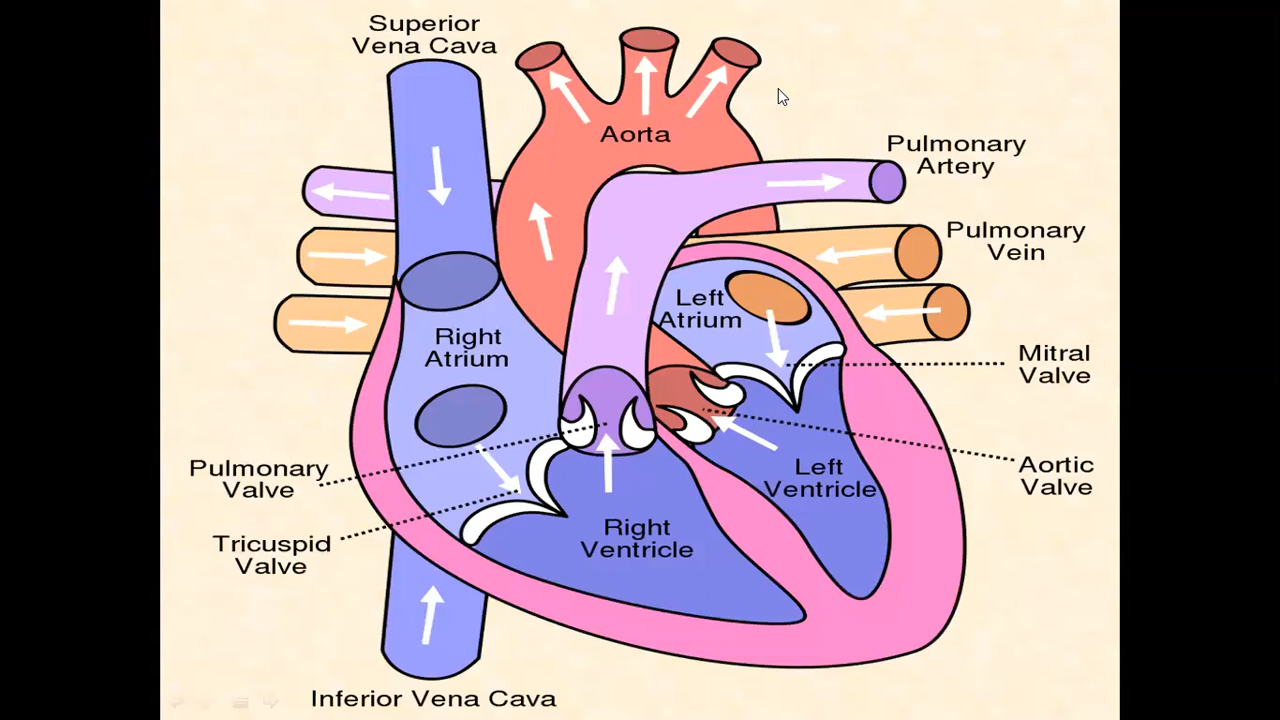 Superior
Vena Cava
Aorta
Pulmonary
Artery
Pulmonary
Vein
Left
Atrium
Right
Atrium
Mitral
Valve
Pulmonary
Valve
Left
Ventricle
Aortic
Valve
Right
Ventricle
Tricuspid
Valve
Inferior Vena Cava